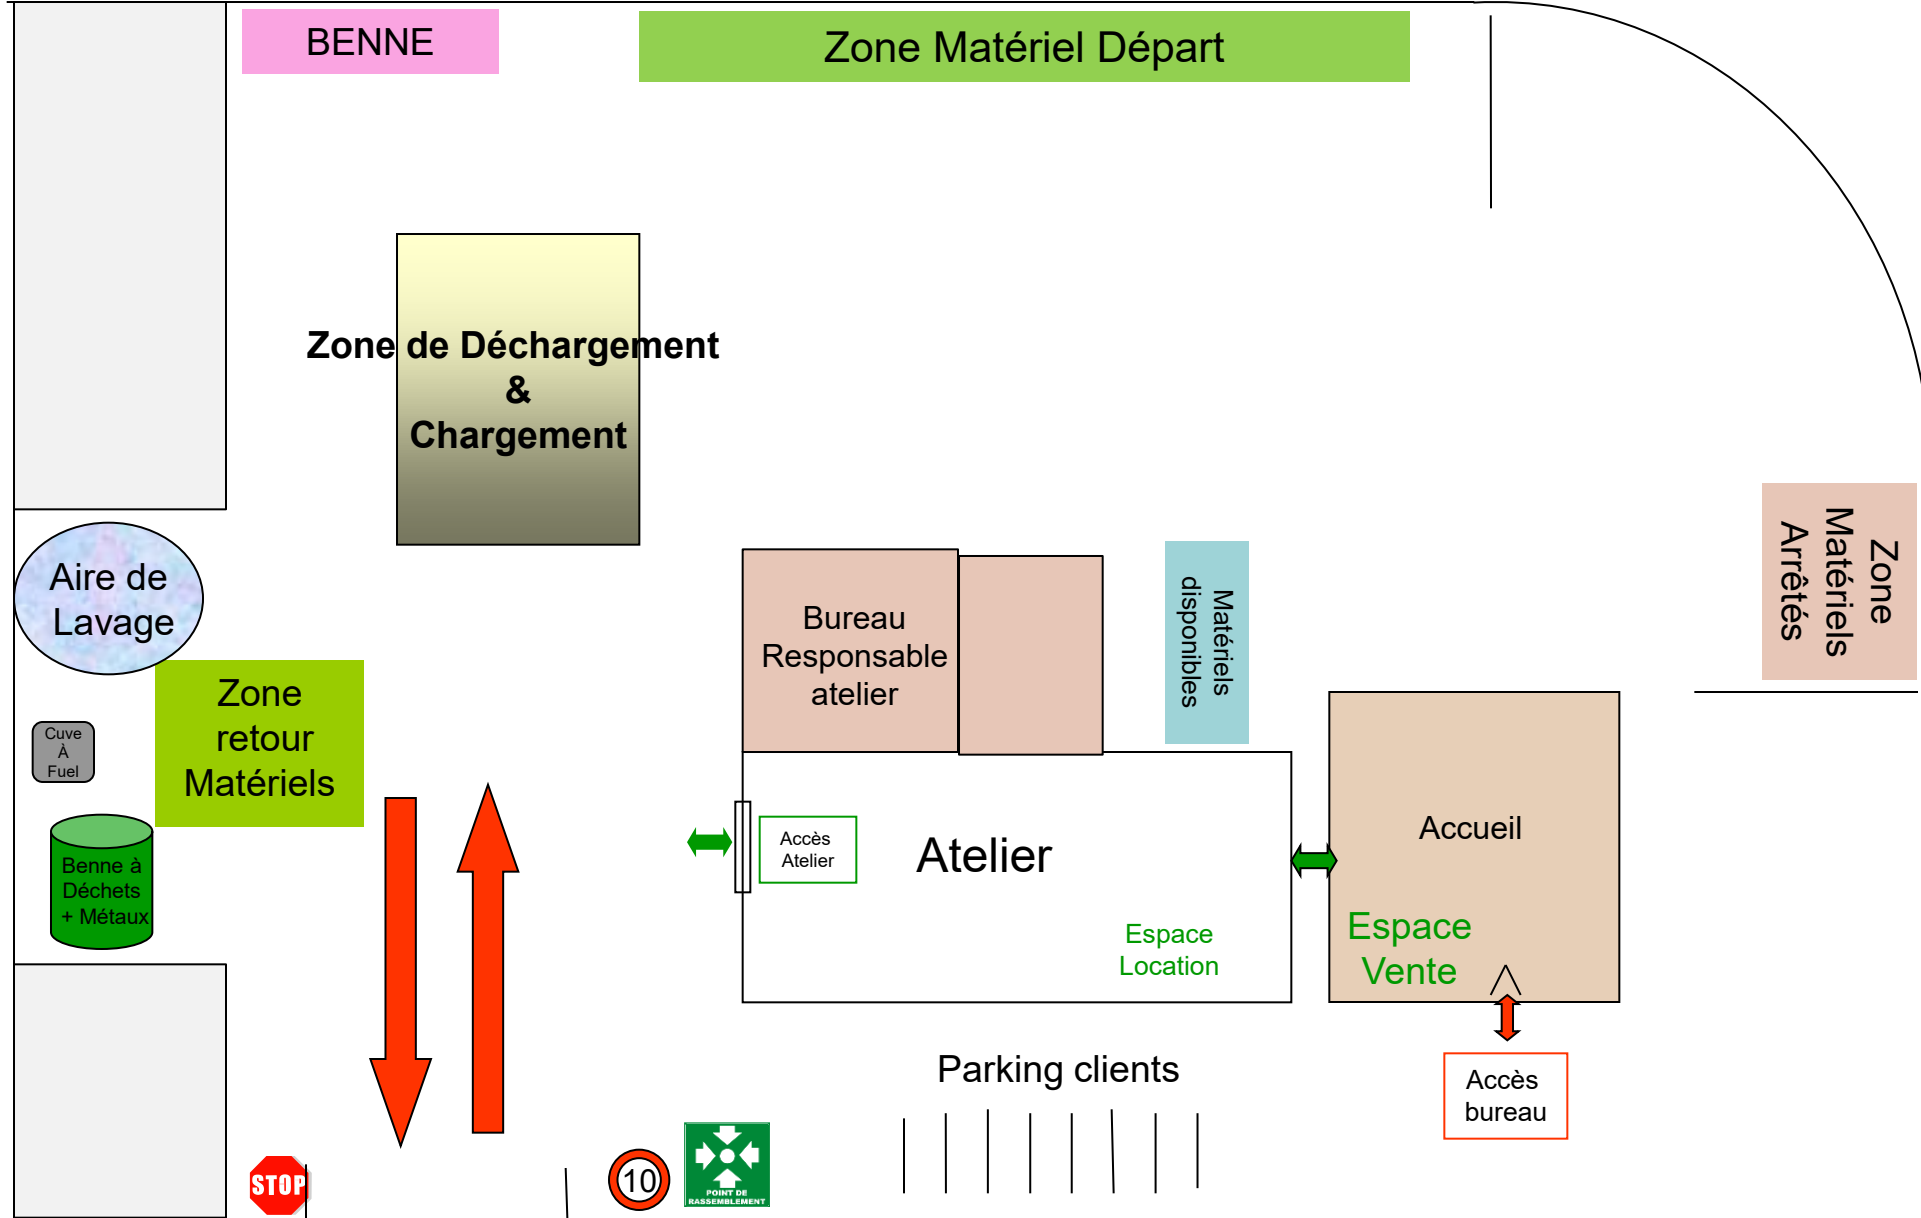 BENNE
Zone Matériel Départ
Zone de Déchargement
&
Chargement
Aire de
Lavage
Zone
retour
Matériels
Cuve
À
Fuel
Benne à
Déchets
+ Métaux
Bureau
Responsable
atelier
Matériels
disponibles
Zone
Matériels
Arrêtés
Accès
Atelier
Atelier
Accueil
Espace
Location
Espace
Vente
Parking clients
Accès
bureau
STOP
10
POINT DE
RASSEMBLEMENT